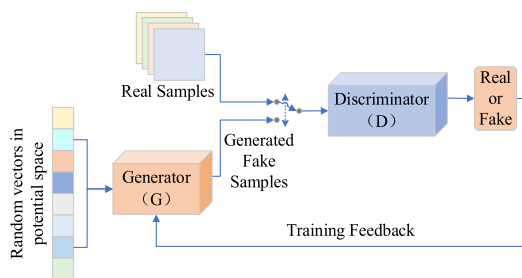 Real Samples
Discriminator
（D）
Real
or
Fake
Generated
Fake
Samples
Generator
（G）
Random vectors in
potential space
Training Feedback